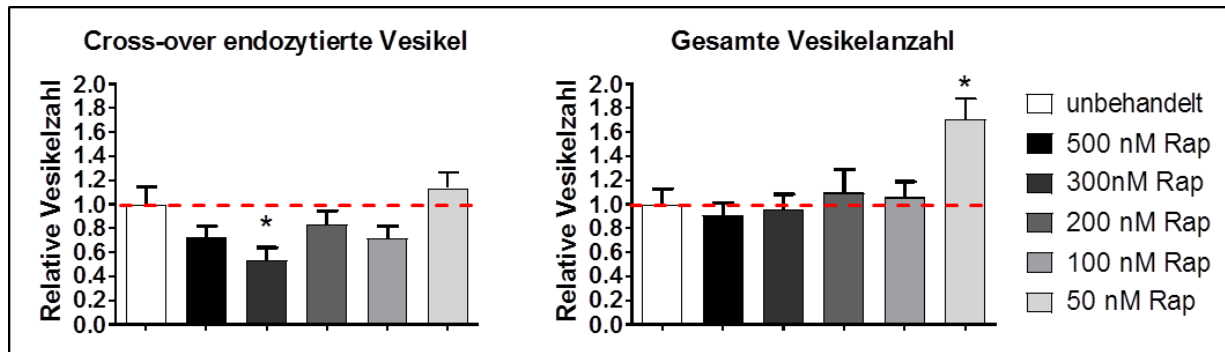 Cross-over endozytierte Vesikel
Relative Vesikelzahl
2.0
1.8
1.6
1.4
1.2
1.0
0.8
0.6
0.4
0.2
0.0
*
Gesamte Vesikelanzahl
Relative Vesikelzahl
2.0
1.8
1.6
1.4
1.2
1.0
0.8
0.6
0.4
0.2
0.0
*
unbehandelt
500 nM Rap
300nM Rap
200 nM Rap
100 nM Rap
50 nM Rap